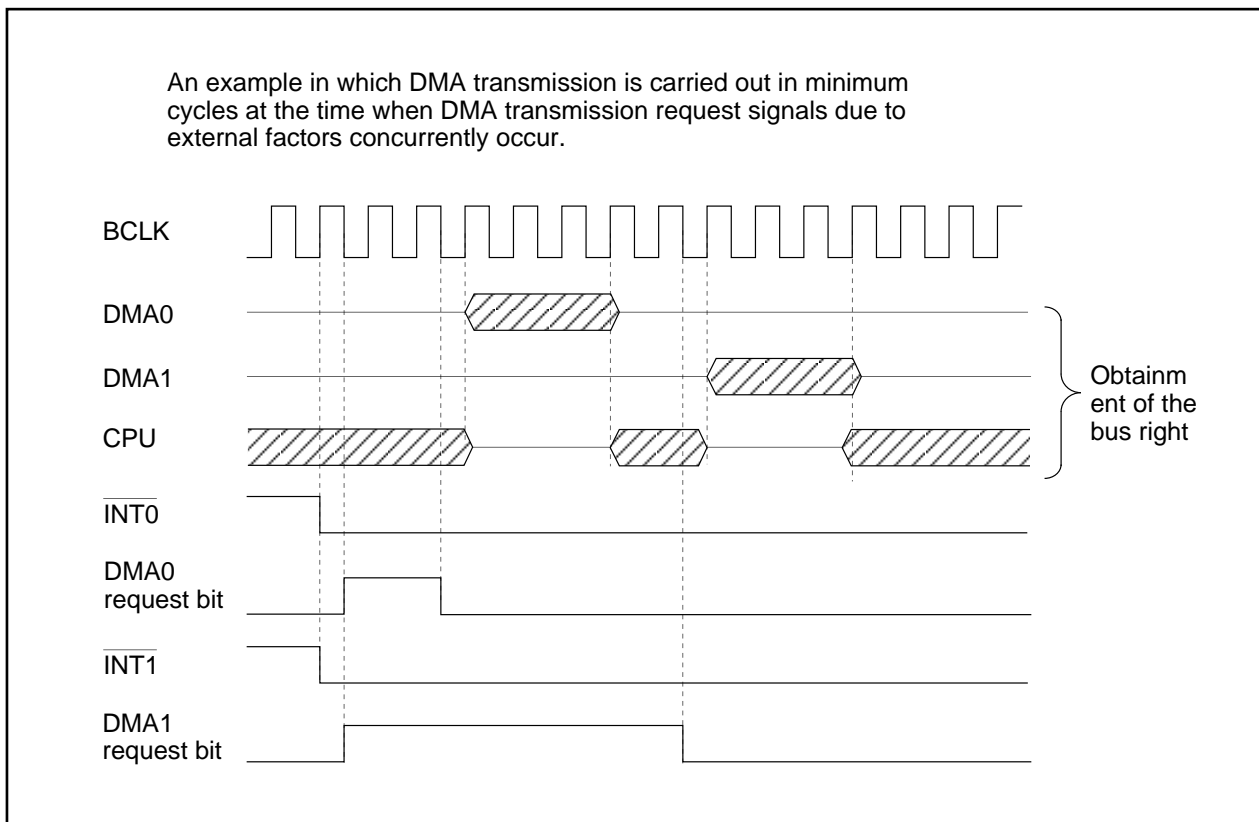 An example in which DMA transmission is carried out in minimum
cycles at the time when DMA transmission request signals due to
external factors concurrently occur.
BCLK
DMA0
DMA1
CPU
Obtainm
ent of the
bus right
INT0
DMA0
request bit
INT1
DMA1
request bit